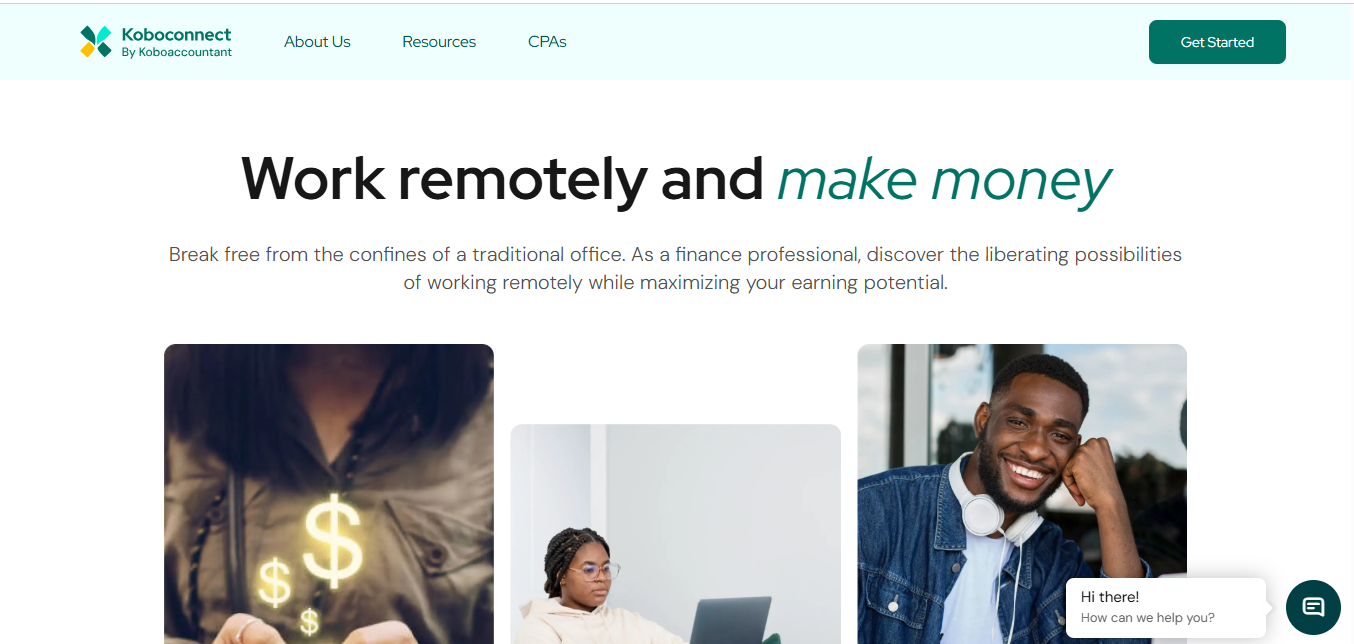 Koboconnect
By Koboaccountant
About Us
Resources
CPAs
Get Started
Work remotely and make money
Break free from the confines of a traditional office. As a finance professional, discover the liberating possibilities
of working remotely while maximizing your earning potential.
$
$
$
Hi there!
How can we help you?